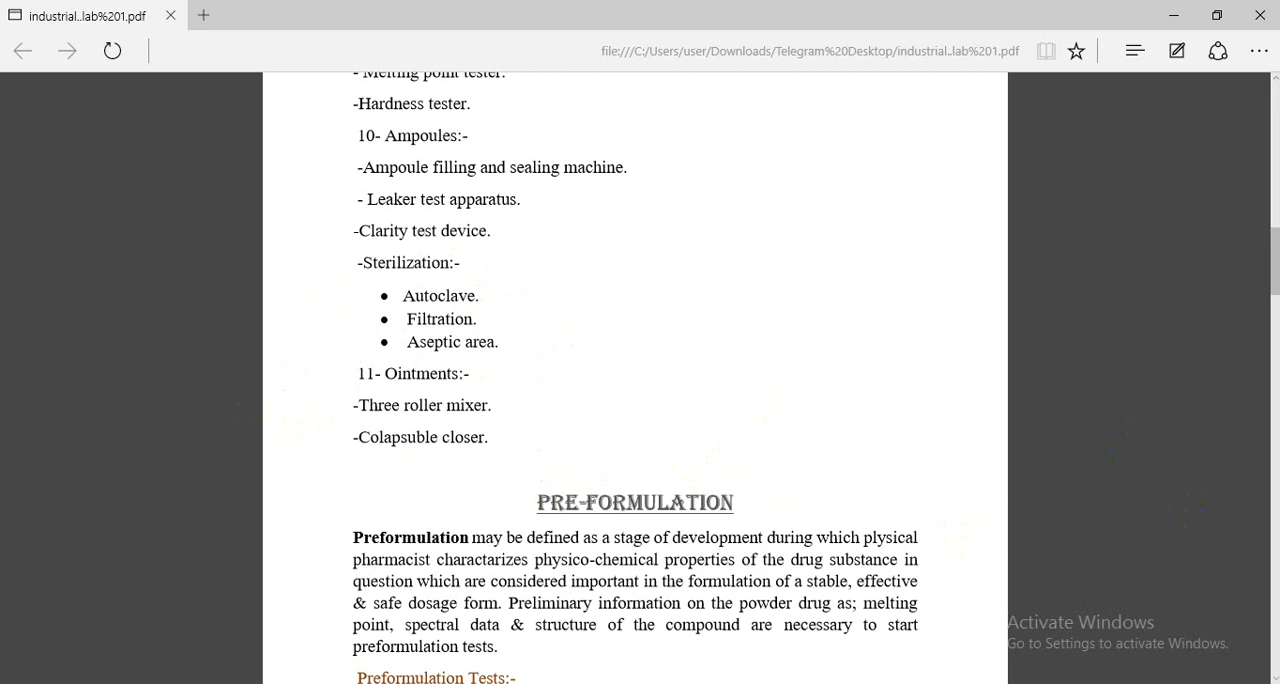 industrial..lab%201.pdf
file:///C:/Users/user/Downloads/Telegram%20Desktop/industrial..lab%201.pdf
- Melting point tester.
-Hardness tester.
10- Ampoules:-
-Ampoule filling and sealing machine.
- Leaker test apparatus.
-Clarity test device.
-Sterilization:-
• Autoclave.
• Filtration.
• Aseptic area.
11- Ointments:-
-Three roller mixer.
-Colapsuble closer.
PRE-FORMULATION
Preformulation may be defined as a stage of development during which plysical
pharmacist charactarizes physico-chemical properties of the drug substance in
question which are considered important in the formulation of a stable, effective
& safe dosage form. Preliminary information on the powder drug as; melting
point, spectral data & structure of the compound are necessary to start
preformulation tests.
Preformulation Tests:-
Activate Windows
Go to Settings to activate Windows.